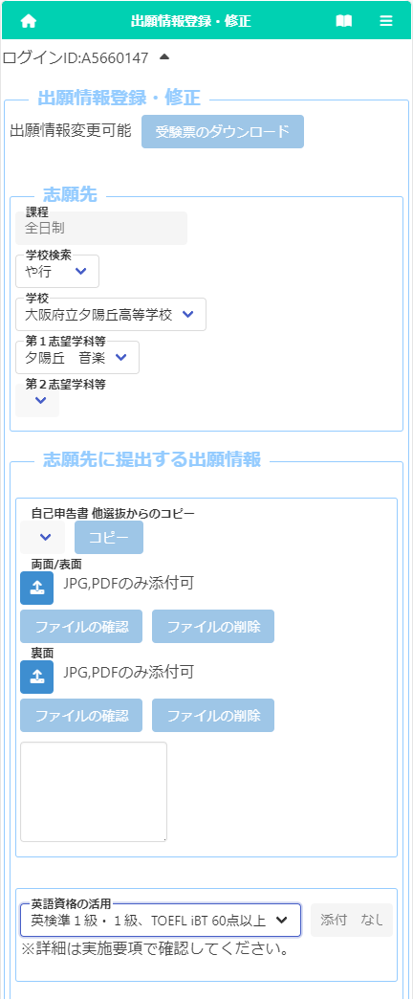 出願情報登録・修正
ログインID:A5660147
出願情報登録・修正
出願情報変更可能 受験票のダウンロード
志願先
課程
全日制
学校検索
や行
学校
大阪府立夕陽丘高等学校
第１志望学科等
夕陽丘　音楽
第２志望学科等
志願先に提出する出願情報
自己申告書 他選抜からのコピー
コピー
両面/表面
JPG,PDFのみ添付可
ファイルの確認 ファイルの削除
裏面
JPG,PDFのみ添付可
ファイルの確認 ファイルの削除
英語資格の活用
英検準１級・１級、TOEFL iBT 60点以上 添付　なし
※詳細は実施要項で確認してください。